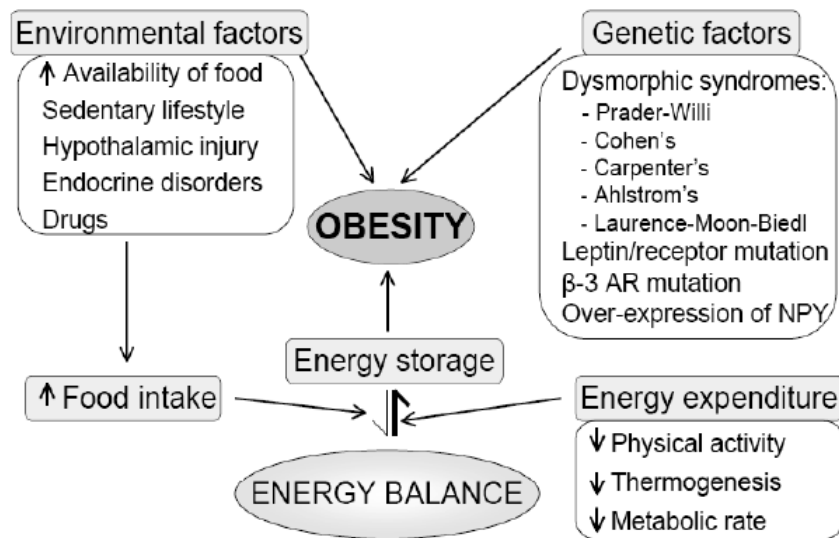 Environmental factors
↑ Availability of food
Sedentary lifestyle
Hypothalamic injury
Endocrine disorders
Drugs
Genetic factors
Dysmorphic syndromes:
- Prader-Willi
- Cohen's
- Carpenter's
- Ahlstrom's
- Laurence-Moon-Biedl
Leptin/receptor mutation
β-3 AR mutation
Over-expression of NPY
OBESITY
Energy storage
↑ Food intake
Energy expenditure
↓ Physical activity
↓ Thermogenesis
↓ Metabolic rate
ENERGY BALANCE